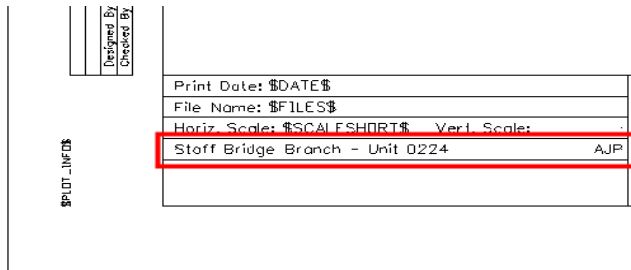 Designed By
Checked By
Print Date: $DATE$
File Name: $FILES$
Horiz. Scale: $SCALESHORT$ Vert. Scale:
Staff Bridge Branch - Unit 0224 AJP
$PLOT_INFO$